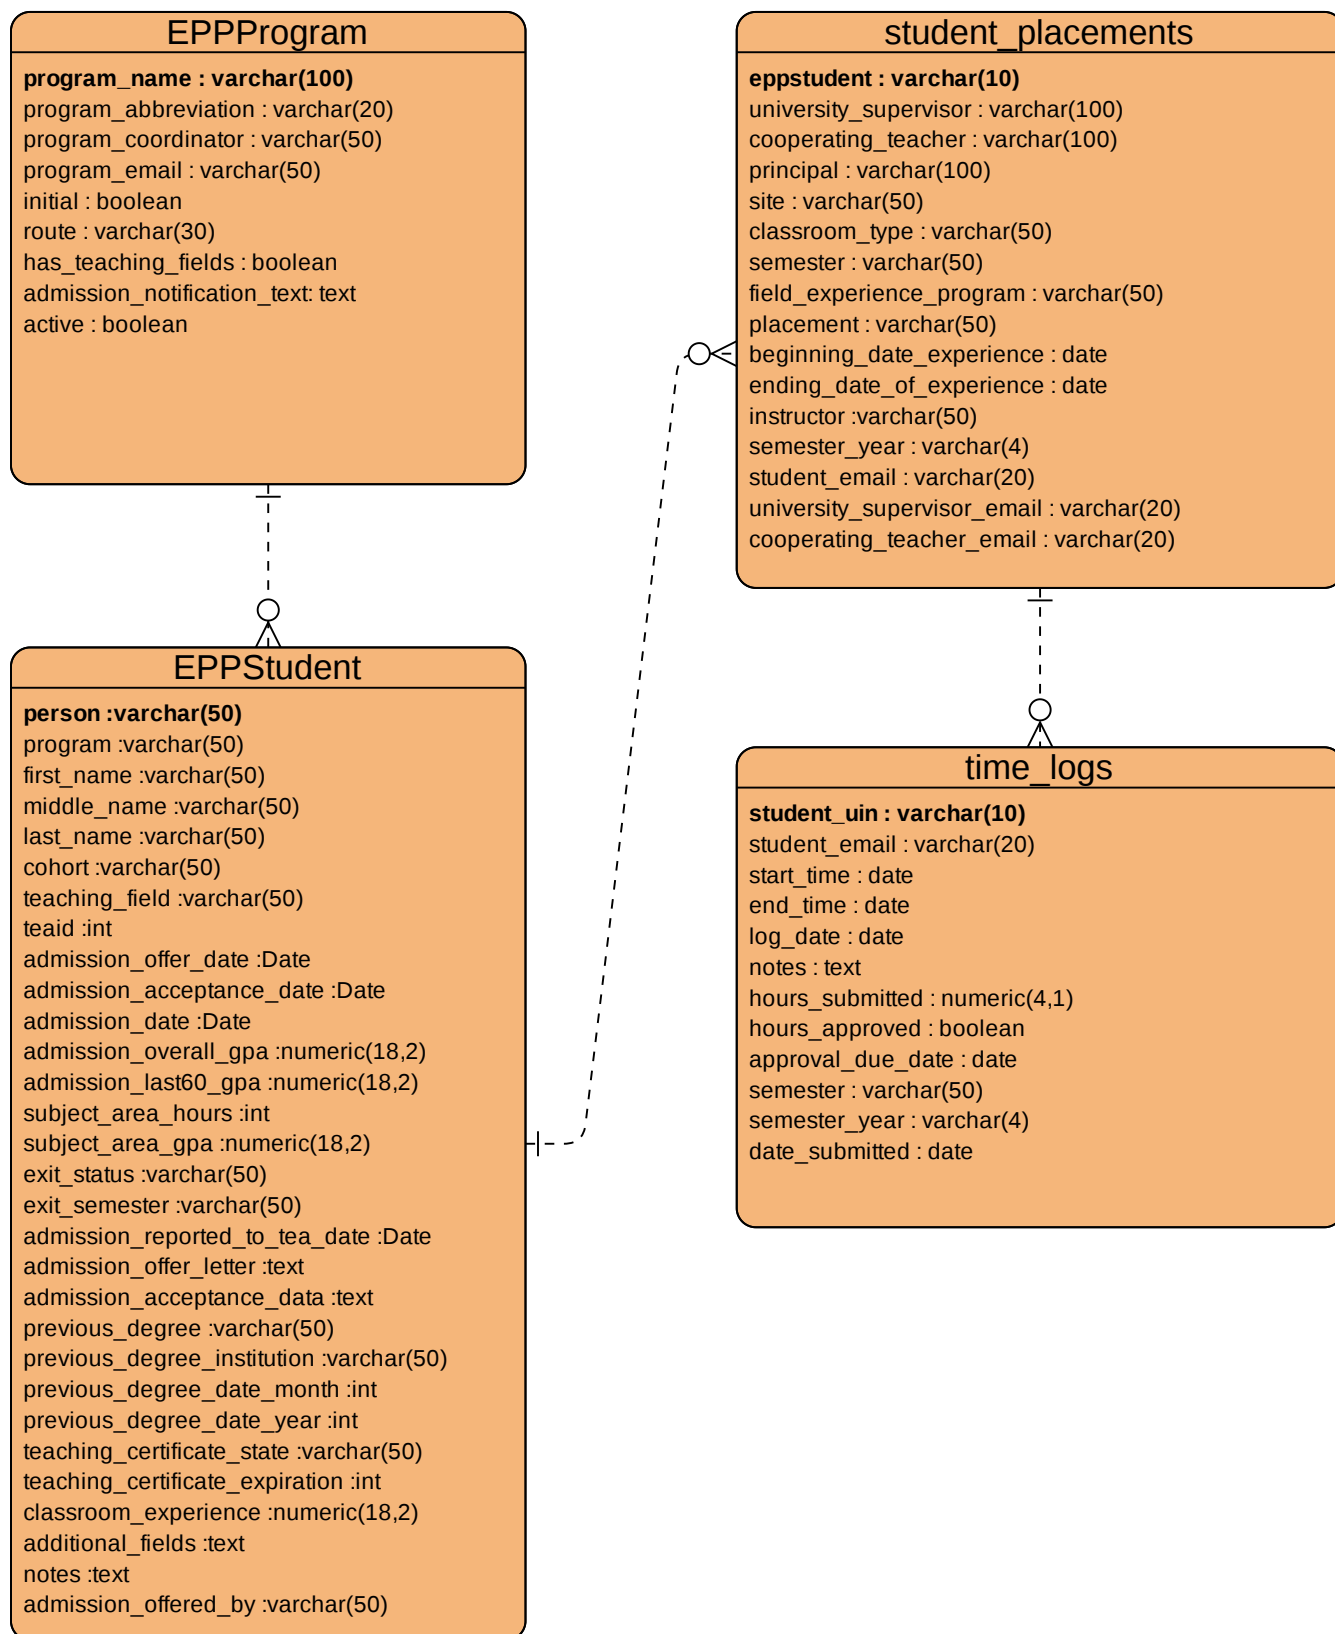 EPPProgram
program_name : varchar(100)
program_abbreviation : varchar(20)
program_coordinator : varchar(50)
program_email : varchar(50)
initial : boolean
route : varchar(30)
has_teaching_fields : boolean
admission_notification_text: text
active : boolean
student_placements
eppstudent : varchar(10)
university_supervisor : varchar(100)
cooperating_teacher : varchar(100)
principal : varchar(100)
site : varchar(50)
classroom_type : varchar(50)
semester : varchar(50)
field_experience_program : varchar(50)
placement : varchar(50)
beginning_date_experience : date
ending_date_of_experience : date
instructor :varchar(50)
semester_year : varchar(4)
student_email : varchar(20)
university_supervisor_email : varchar(20)
cooperating_teacher_email : varchar(20)
EPPStudent
person :varchar(50)
program :varchar(50)
first_name :varchar(50)
middle_name :varchar(50)
last_name :varchar(50)
cohort :varchar(50)
teaching_field :varchar(50)
teaid :int
admission_offer_date :Date
admission_acceptance_date :Date
admission_date :Date
admission_overall_gpa :numeric(18,2)
admission_last60_gpa :numeric(18,2)
subject_area_hours :int
subject_area_gpa :numeric(18,2)
exit_status :varchar(50)
exit_semester :varchar(50)
admission_reported_to_tea_date :Date
admission_offer_letter :text
admission_acceptance_data :text
previous_degree :varchar(50)
previous_degree_institution :varchar(50)
previous_degree_date_month :int
previous_degree_date_year :int
teaching_certificate_state :varchar(50)
teaching_certificate_expiration :int
classroom_experience :numeric(18,2)
additional_fields :text
notes :text
admission_offered_by :varchar(50)
time_logs
student_uin : varchar(10)
student_email : varchar(20)
start_time : date
end_time : date
log_date : date
notes : text
hours_submitted : numeric(4,1)
hours_approved : boolean
approval_due_date : date
semester : varchar(50)
semester_year : varchar(4)
date_submitted : date